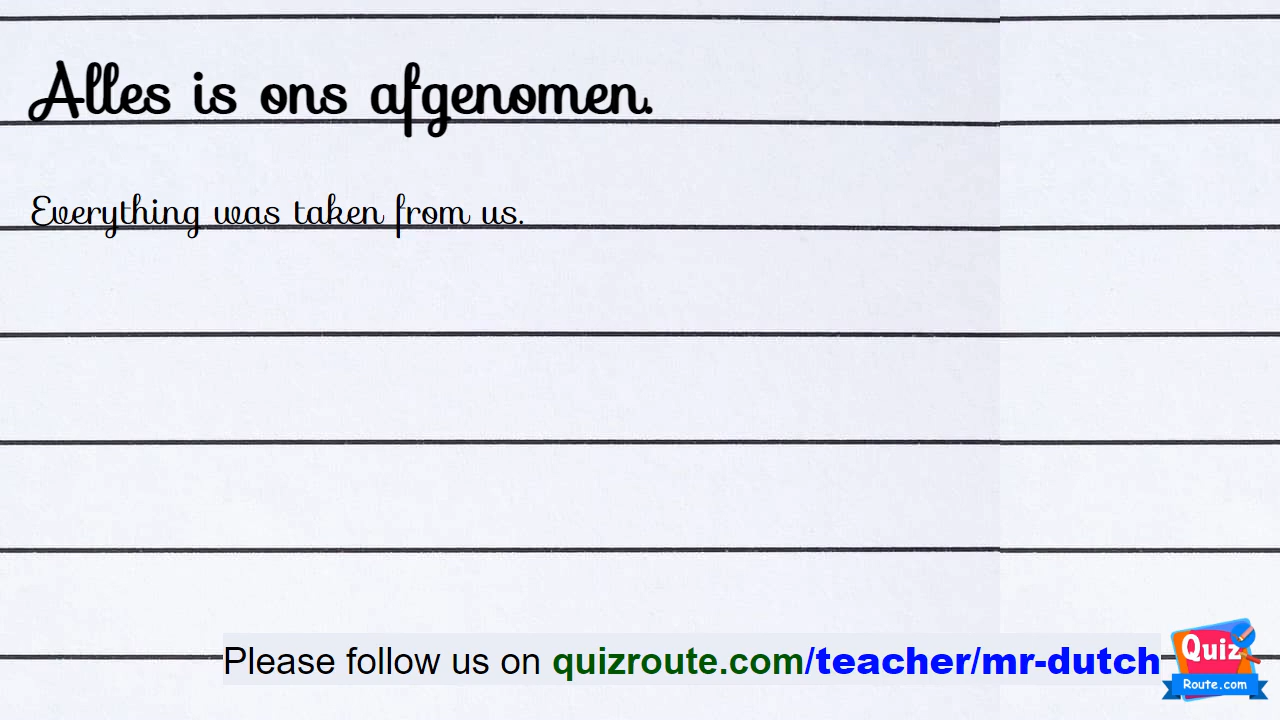 Alles is ons afgenomen.
Everything was taken from us.
Please follow us on quizroute.com/teacher/mr-dutch
Quiz
Route.com